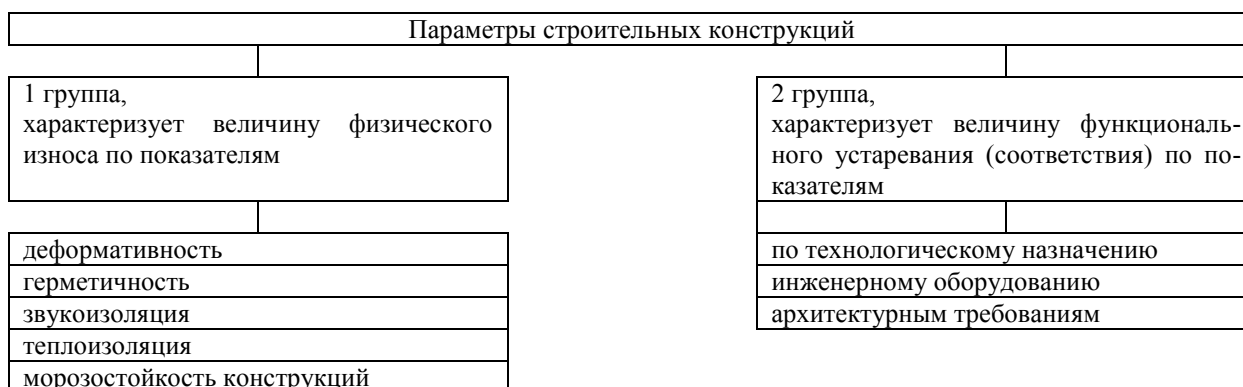 Параметры строительных конструкций
1 группа,
характеризует величину физического
износа по показателям
2 группа,
характеризует величину функциональ-
ного устаревания (соответствия) по по-
казателям
деформативность
герметичность
звукоизоляция
теплоизоляция
морозостойкость конструкций
по технологическому назначению
инженерному оборудованию
архитектурным требованиям